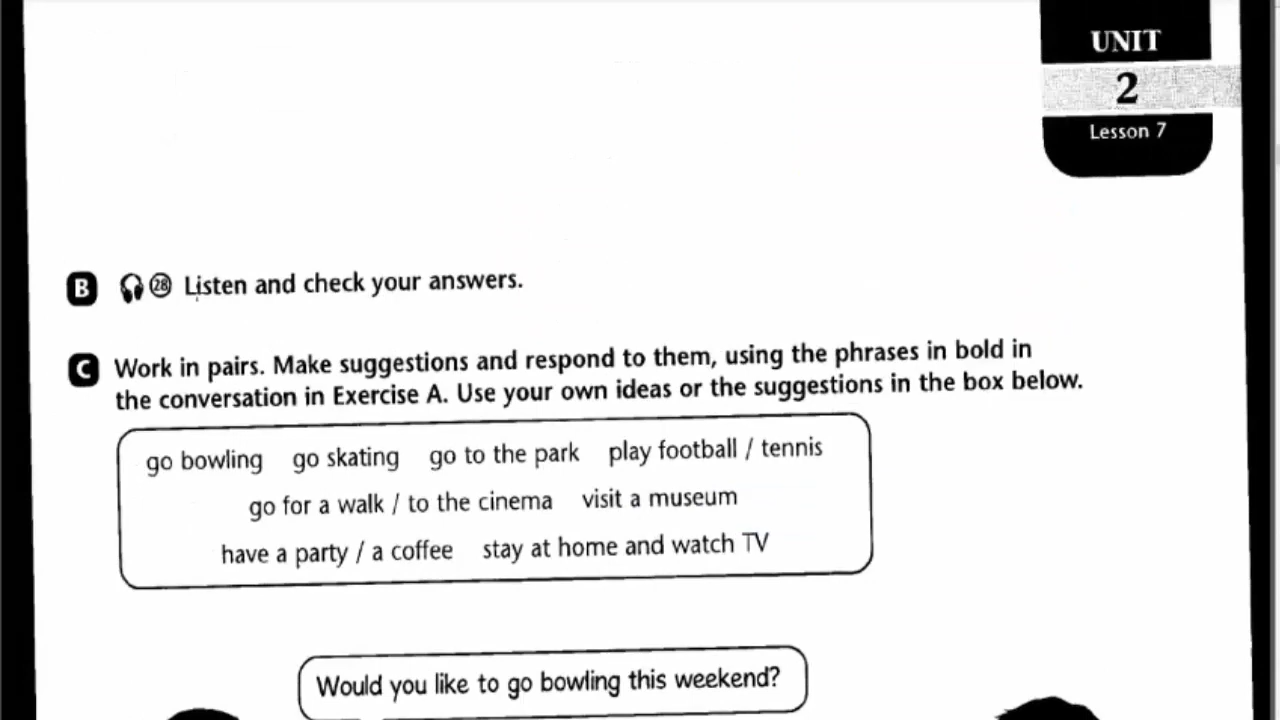 UNIT
2
Lesson 7
B 28 Listen and check your answers.
C Work in pairs. Make suggestions and respond to them, using the phrases in bold in
the conversation in Exercise A. Use your own ideas or the suggestions in the box below.
go bowling go skating go to the park play football / tennis
go for a walk / to the cinema visit a museum
have a party / a coffee stay at home and watch TV
Would you like to go bowling this weekend?